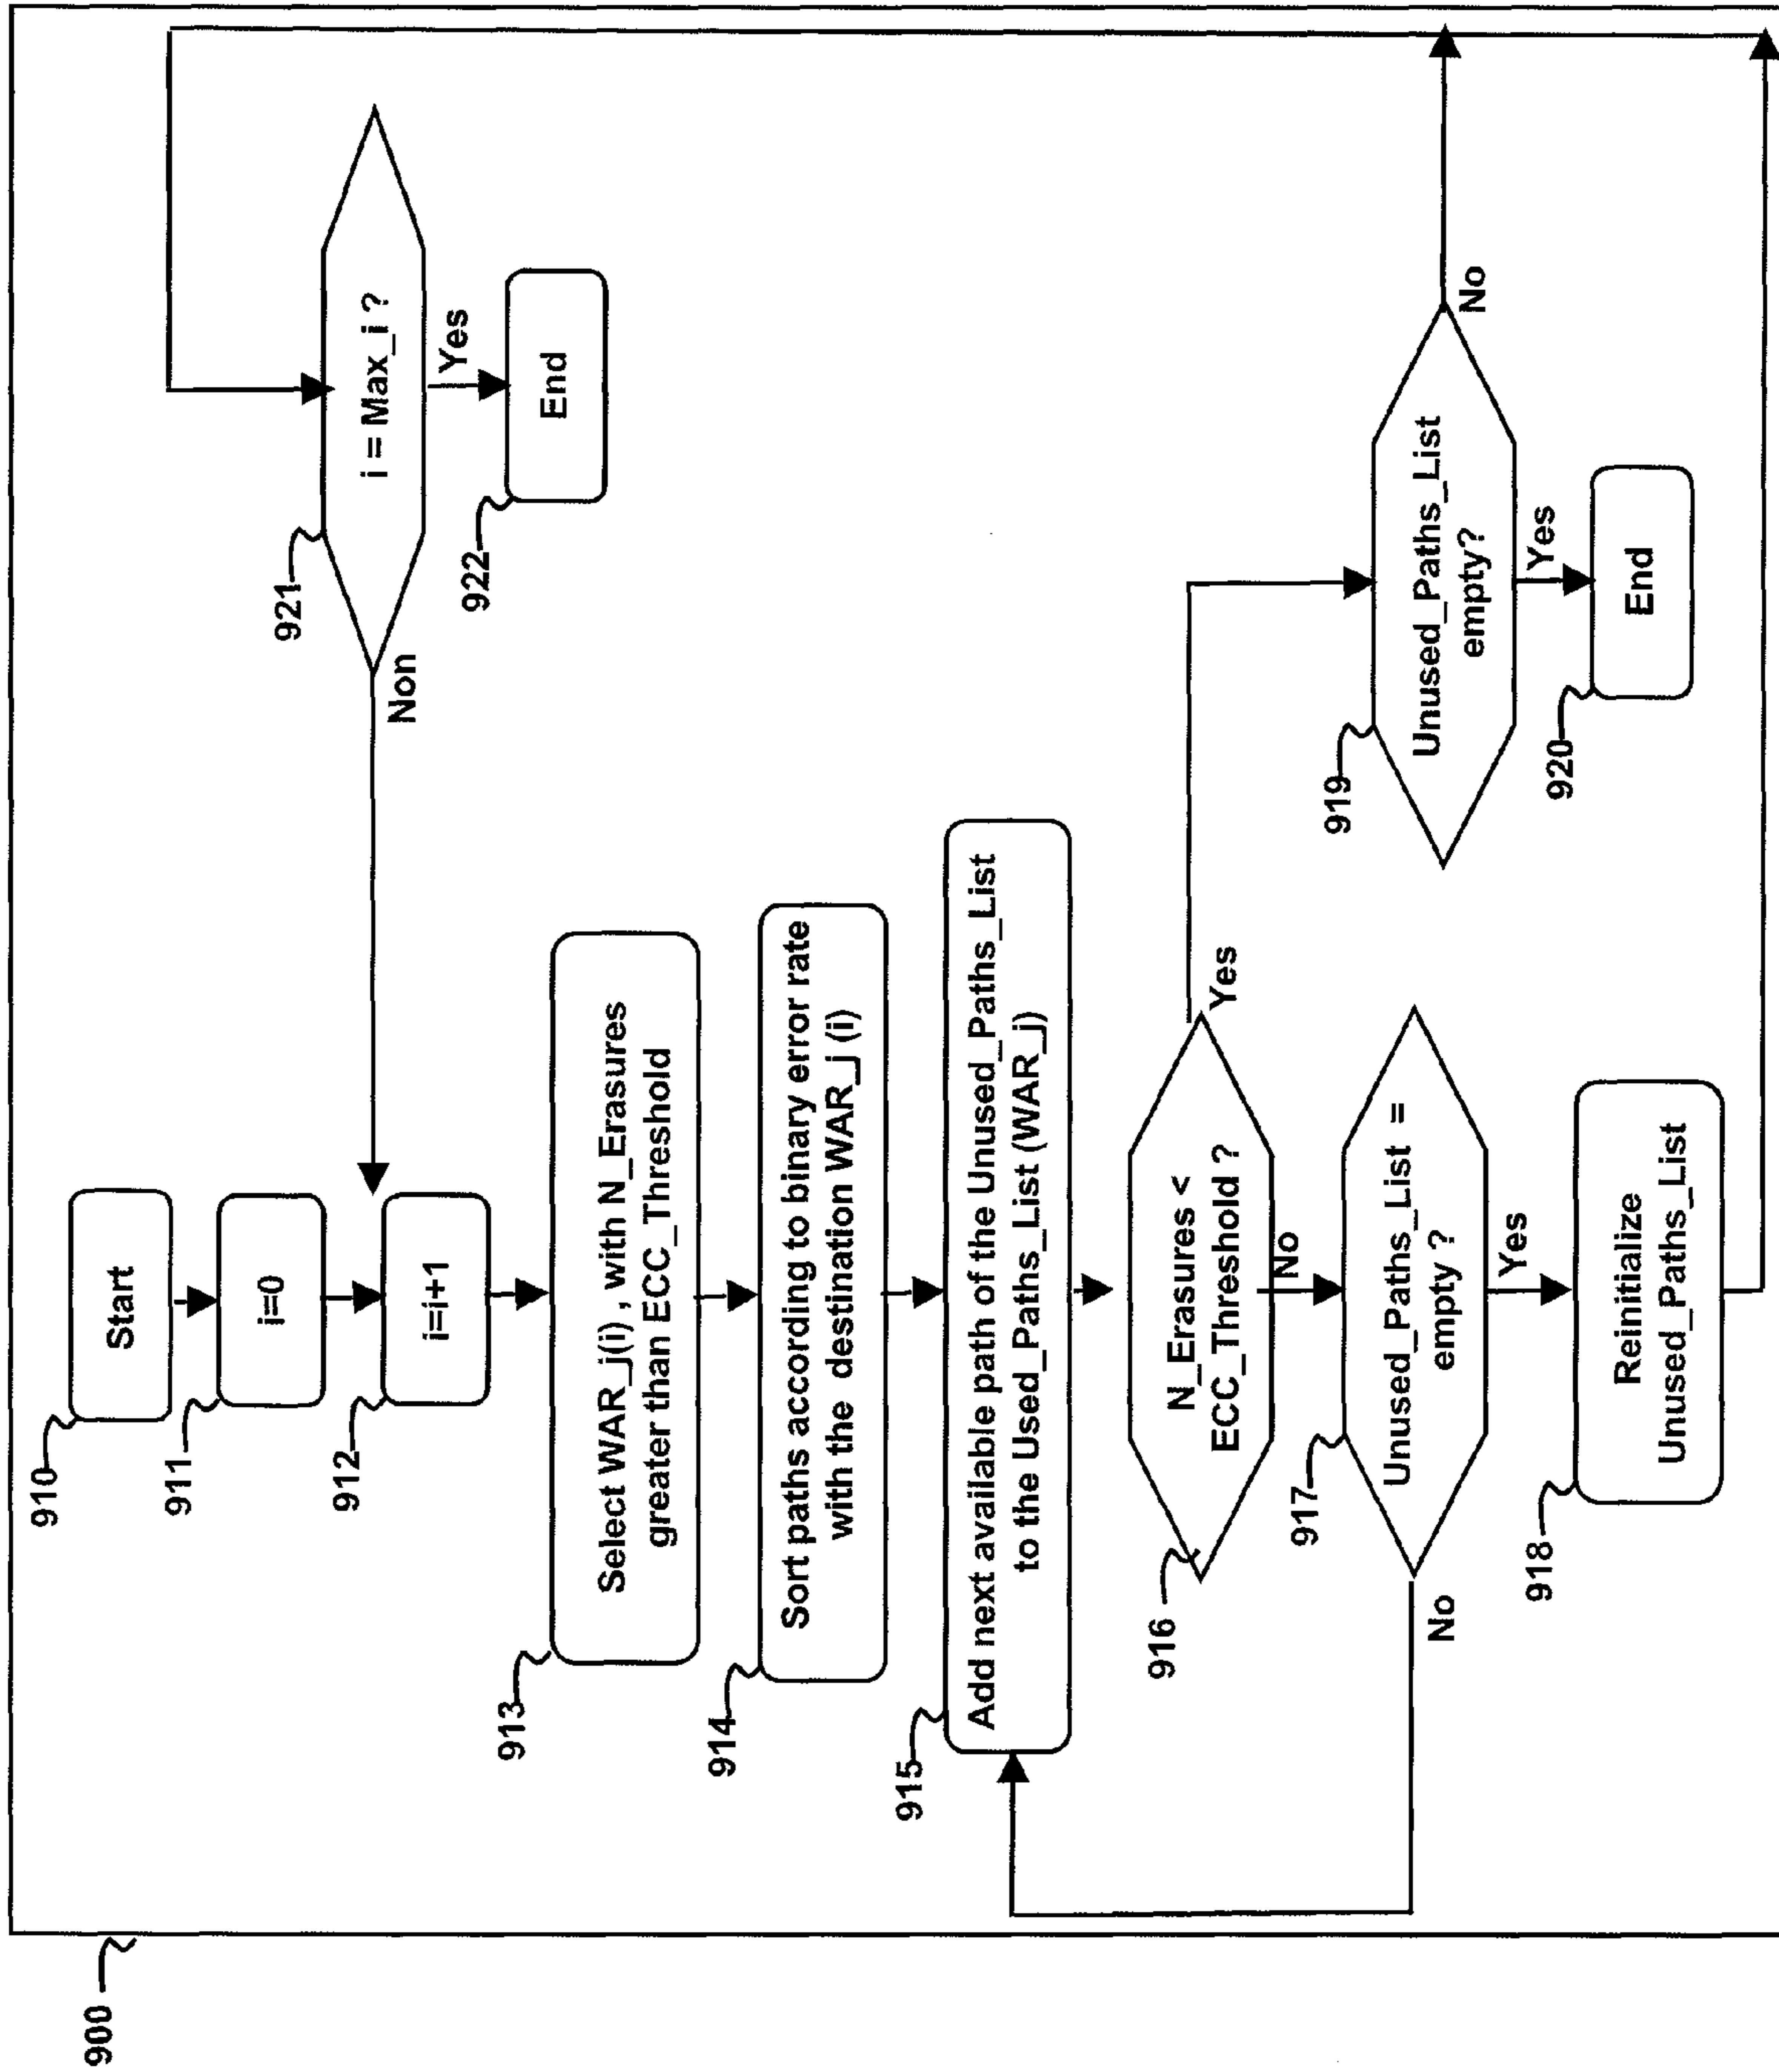 900
910
Start
911
i=0
912
i=i+1
913
Select WAR_j(i) , with N_Erasures
greater than ECC_Threshold
914
Sort paths according to binary error rate
with the destination WAR_j (i)
915
Add next available path of the Unused_Paths_List
to the Used_Paths_List (WAR_j)
916
N_Erasures <
ECC_Threshold ?
Yes
No
917
Unused_Paths_List =
empty ?
No
Yes
918
Reinitialize
Unused_Paths_List
919
Unused_Paths_List
empty?
No
Yes
920
End
921
i = Max_i ?
Non
Yes
922
End